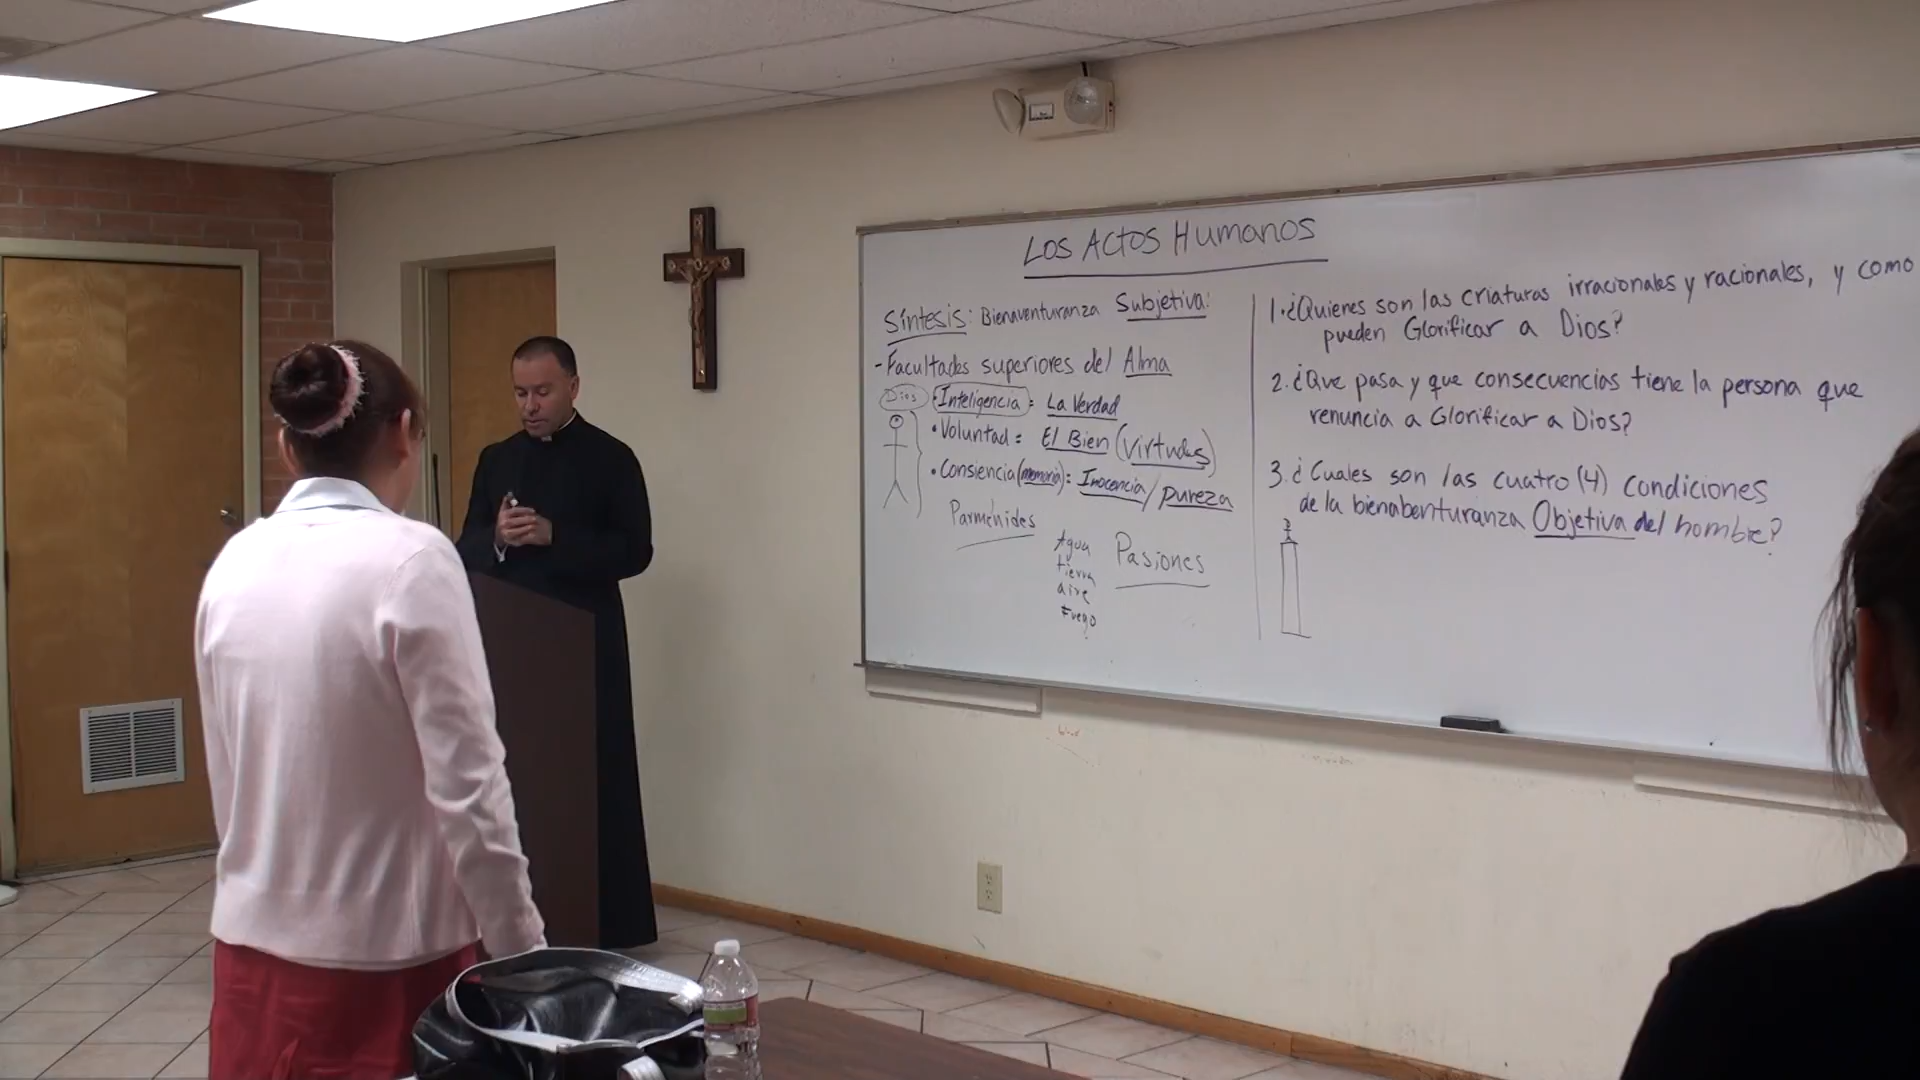 Los Actos Humanos
Síntesis: Bienaventuranza Subjetiva:
- Facultades superiores del Alma
Dios
• Inteligencia: La Verdad
• Voluntad = El Bien (Virtudes)
• Consiencia (memoria): Inocencia / pureza
Parménides
Agua
tierra
aire
Fuego
Pasiones
1. ¿Quienes son las criaturas irracionales y racionales, y como
pueden Glorificar a Dios?
2. ¿Que pasa y que consecuencias tiene la persona que
renuncia a Glorificar a Dios?
3. ¿Cuales son las cuatro (4) condiciones
de la bienabenturanza Objetiva del hombre?